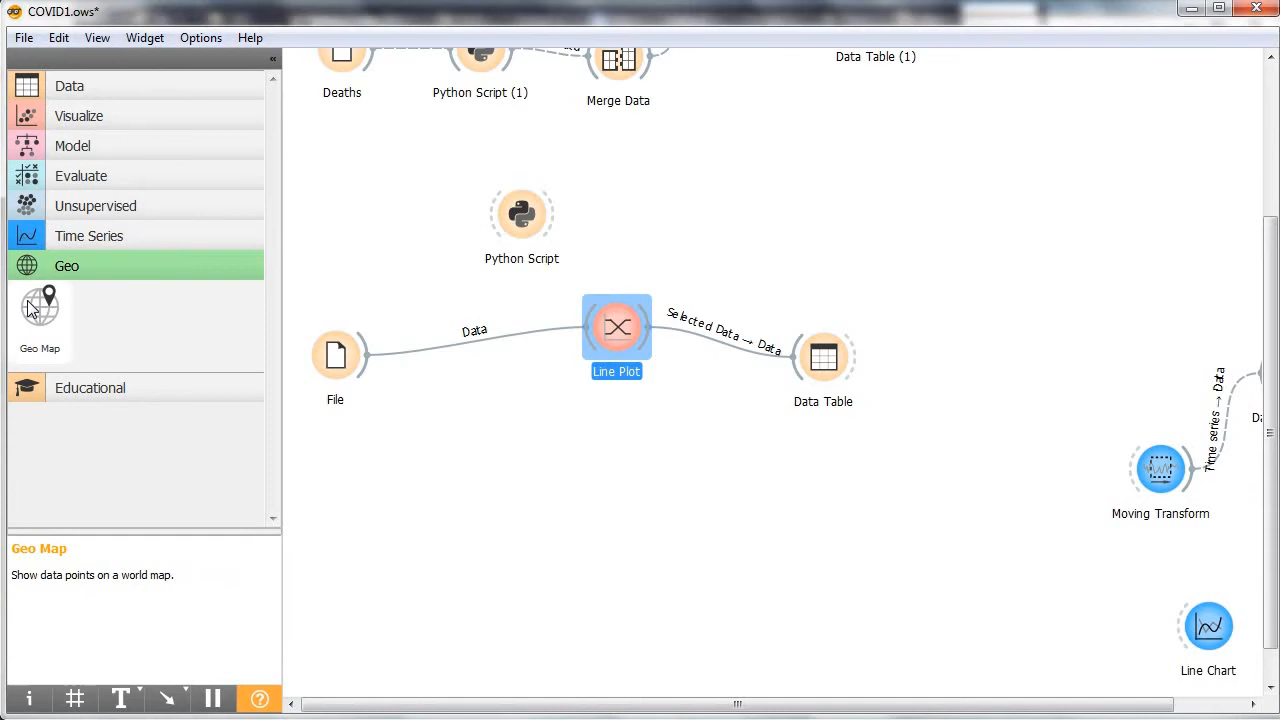 COVID1.ows*
File Edit View Widget Options Help
«
Data
Visualize
Model
Evaluate
Unsupervised
Time Series
Geo
Geo Map
Educational
Geo Map
Show data points on a world map.
Deaths
Python Script (1)
Merge Data
Data Table (1)
Python Script
File
Data
Line Plot
Selected Data → Data
Data Table
Time series → Data
Moving Transform
Line Chart